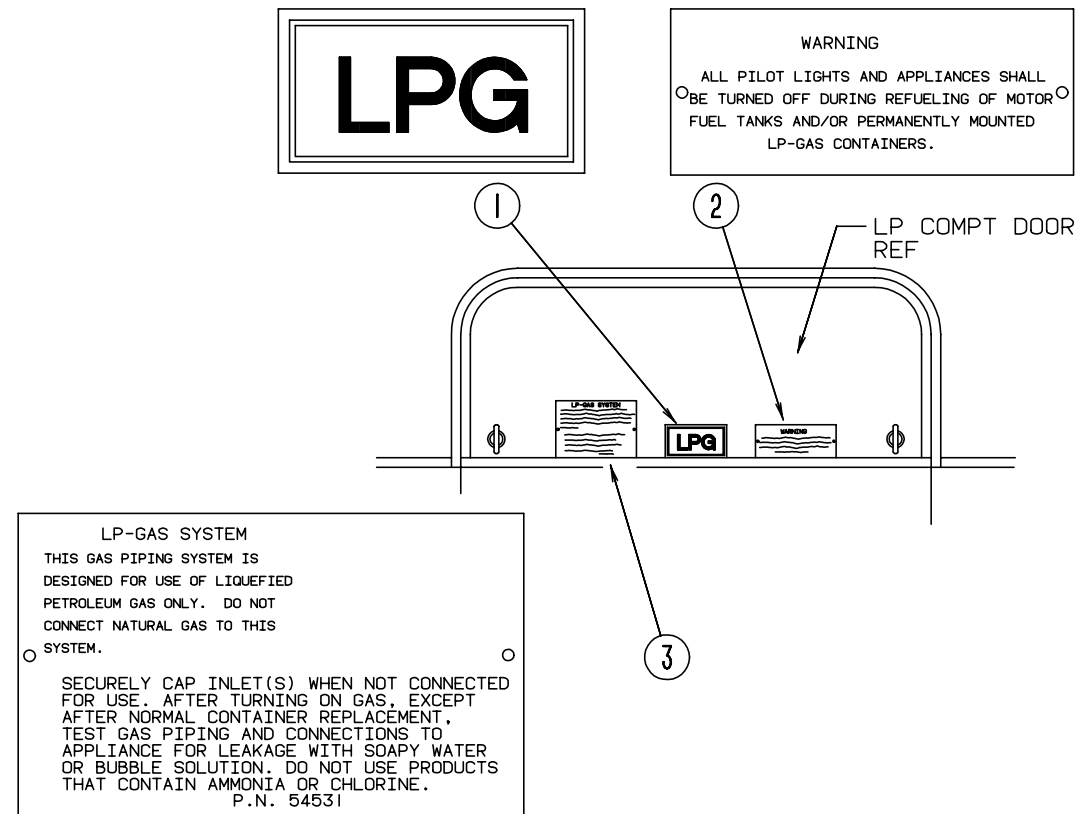 LPG
WARNING
ALL PILOT LIGHTS AND APPLIANCES SHALL
BE TURNED OFF DURING REFUELING OF MOTOR
FUEL TANKS AND/OR PERMANENTLY MOUNTED
LP-GAS CONTAINERS.
1
2
LP COMPT DOOR
REF
LP-GAS SYSTEM
LPG
WARNING
3
LP-GAS SYSTEM
THIS GAS PIPING SYSTEM IS
DESIGNED FOR USE OF LIQUEFIED
PETROLEUM GAS ONLY. DO NOT
CONNECT NATURAL GAS TO THIS
SYSTEM.
SECURELY CAP INLET(S) WHEN NOT CONNECTED
FOR USE. AFTER TURNING ON GAS, EXCEPT
AFTER NORMAL CONTAINER REPLACEMENT,
TEST GAS PIPING AND CONNECTIONS TO
APPLIANCE FOR LEAKAGE WITH SOAPY WATER
OR BUBBLE SOLUTION. DO NOT USE PRODUCTS
THAT CONTAIN AMMONIA OR CHLORINE.
P.N. 54531